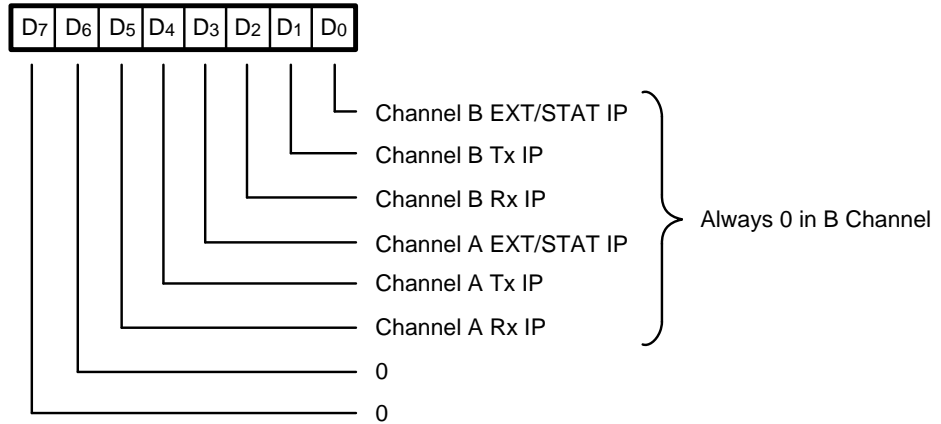 D7 D6 D5 D4 D3 D2 D1 D0
Channel B EXT/STAT IP
Channel B Tx IP
Channel B Rx IP
Channel A EXT/STAT IP
Channel A Tx IP
Channel A Rx IP
0
0
Always 0 in B Channel